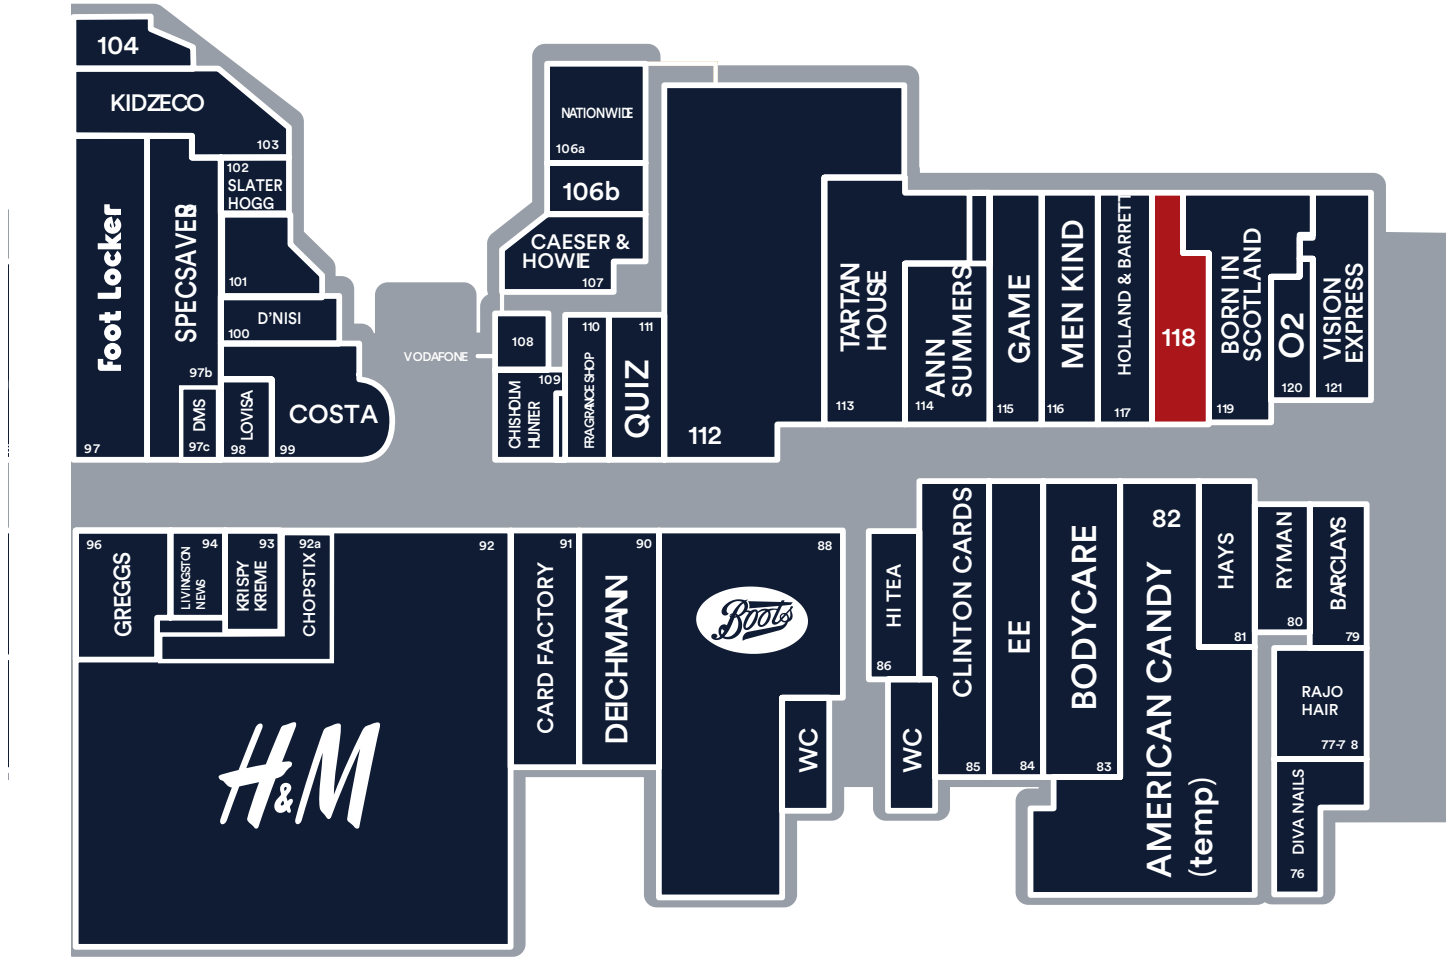 104
KIDZECO
103
Foot Locker
97
SPECSAVER
97b
102
SLATER
HOGG
101
D'NISI
100
DMS
97c
LOVISA
98
COSTA
99
NATIONWIDE
106a
106b
CAESER &
HOWIE
107
VODAFONE
108
109
CHISHOLM
HUNTER
110
FRAGRANCE SHOP
111
QUIZ
112
TARTAN
HOUSE
113
ANN
SUMMERS
114
GAME
115
MEN KIND
116
HOLLAND & BARRETT
117
118
BORN IN
SCOTLAND
119
O2
120
VISION
EXPRESS
121
96
GREGGS
94
LIVINGSTON
NEWS
93
KRISPY
KREME
92a
CHOPSTIX
92
H&M
91
CARD FACTORY
90
DEICHMANN
88
Boots
WC
HI TEA
86
WC
CLINTON CARDS
85
EE
84
BODYCARE
83
82
AMERICAN CANDY
(temp)
HAYS
81
RYMAN
80
BARCLAYS
79
RAJO
HAIR
77-7 8
DIVA NAILS
76